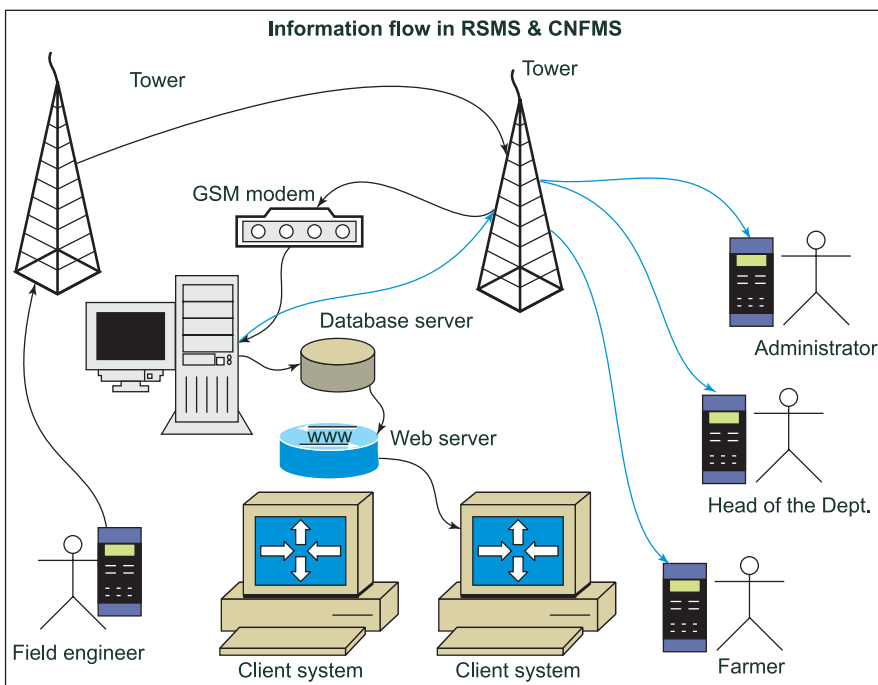 Information flow in RSMS & CNFMS
Tower
Tower
GSM modem
Database server
WWW
Web server
Administrator
Head of the Dept.
Field engineer
Client system
Client system
Farmer